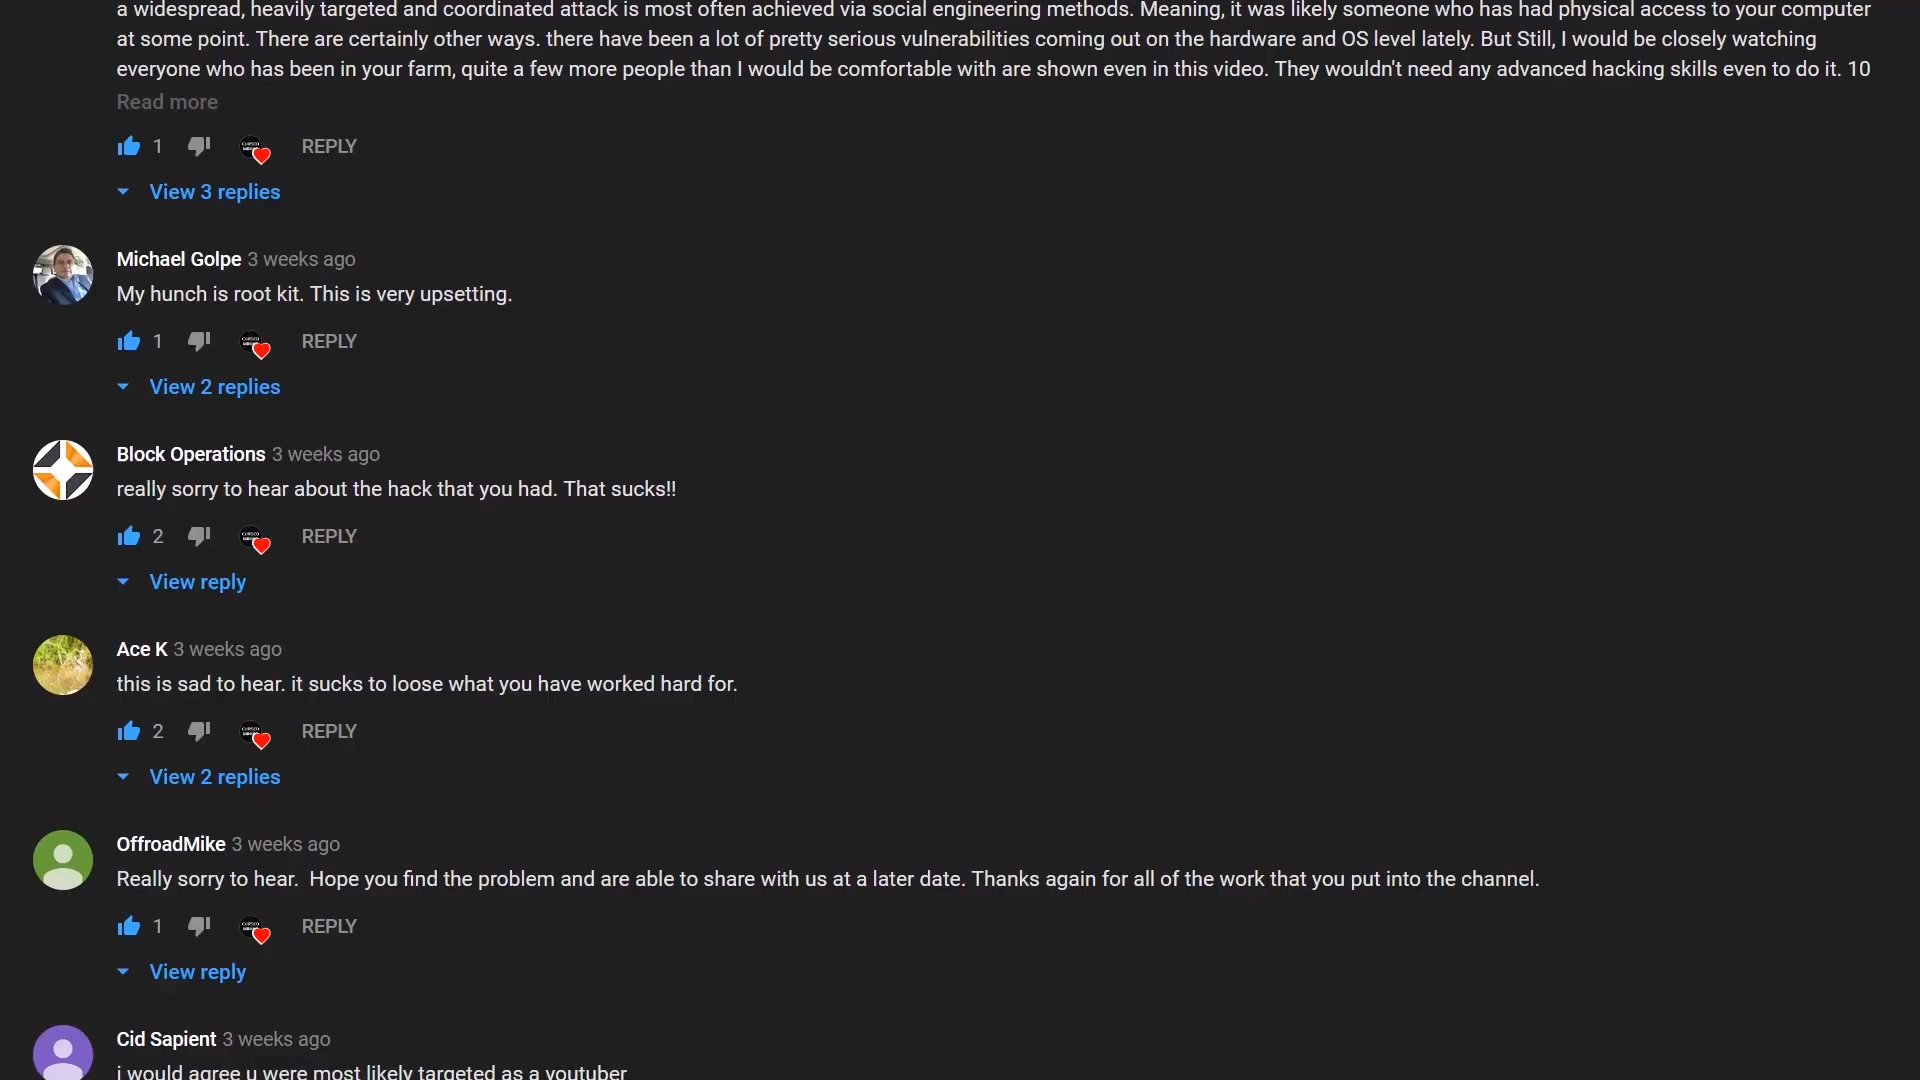 a widespread, heavily targeted and coordinated attack is most often achieved via social engineering methods. Meaning, it was likely someone who has had physical access to your computer
at some point. There are certainly other ways. there have been a lot of pretty serious vulnerabilities coming out on the hardware and OS level lately. But Still, I would be closely watching
everyone who has been in your farm, quite a few more people than I would be comfortable with are shown even in this video. They wouldn't need any advanced hacking skills even to do it. 10
Read more
1 REPLY
View 3 replies
Michael Golpe 3 weeks ago
My hunch is root kit. This is very upsetting.
1 REPLY
View 2 replies
Block Operations 3 weeks ago
really sorry to hear about the hack that you had. That sucks!!
2 REPLY
View reply
Ace K 3 weeks ago
this is sad to hear. it sucks to loose what you have worked hard for.
2 REPLY
View 2 replies
OffroadMike 3 weeks ago
Really sorry to hear.  Hope you find the problem and are able to share with us at a later date. Thanks again for all of the work that you put into the channel.
1 REPLY
View reply
Cid Sapient 3 weeks ago
i would agree u were most likely targeted as a youtuber